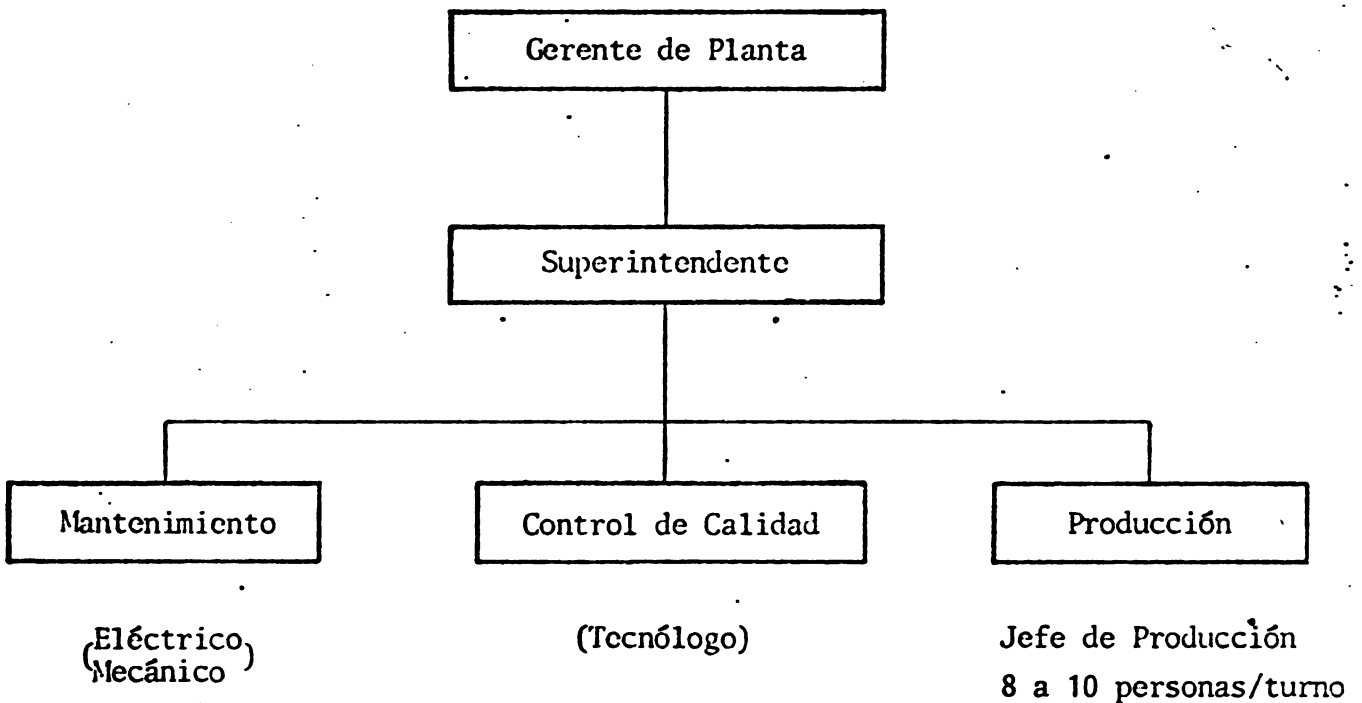 Gerente de Planta
Superintendente
Mantenimiento
Control de Calidad
Producción
(Eléctrico
Mecánico)
(Tecnólogo)
Jefe de Producción
8 a 10 personas/turno